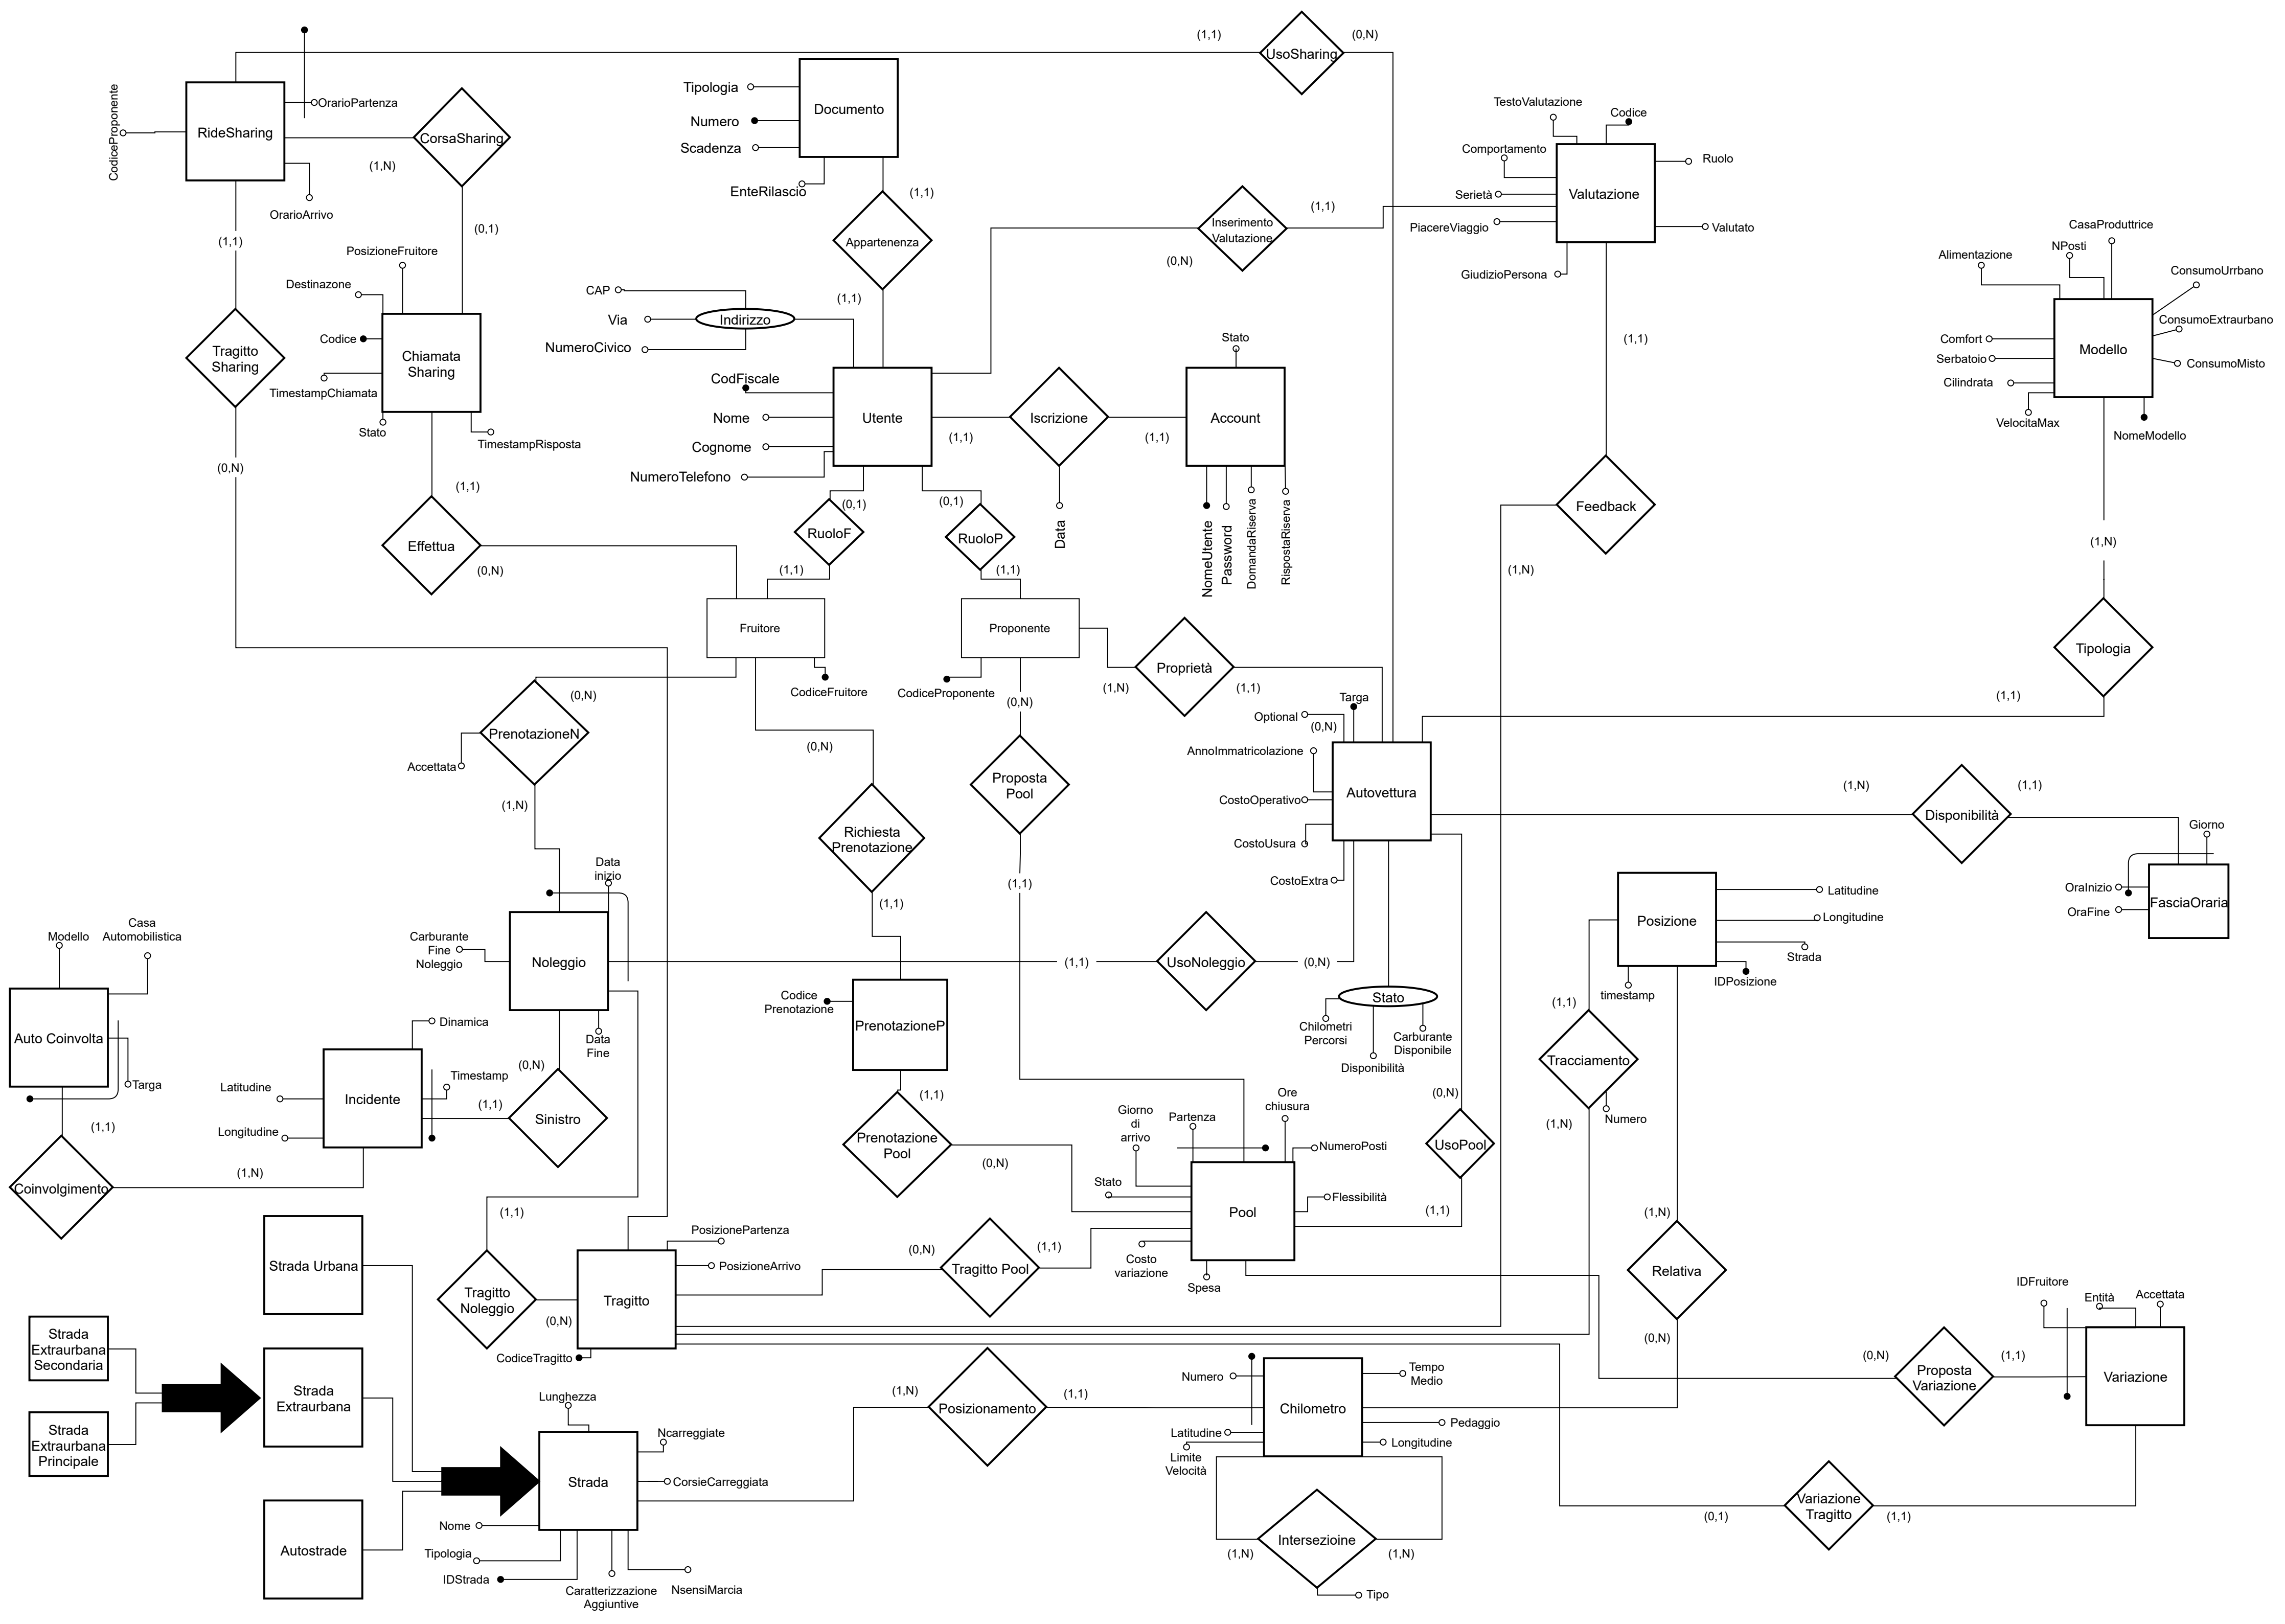 (1,1)
UsoSharing
(0,N)
CodiceProponente
RideSharing
OrarioPartenza
OrarioArrivo
CorsaSharing
(1,N)
(0,1)
(1,1)
Tragitto
Sharing
(0,N)
PosizioneFruitore
Destinazone
Codice
TimestampChiamata
Stato
Chiamata
Sharing
TimestampRisposta
(1,1)
Effettua
(0,N)
Tipologia
Numero
Scadenza
EnteRilascio
Documento
(1,1)
Appartenenza
(1,1)
CAP
Via
NumeroCivico
Indirizzo
CodFiscale
Nome
Cognome
NumeroTelefono
Utente
(1,1)
Iscrizione
Data
(1,1)
Stato
Account
NomeUtente
Password
DomandaRiserva
RispostaRiserva
Inserimento
Valutazione
(1,1)
(0,N)
TestoValutazione
Codice
Comportamento
Serietà
PiacereViaggio
GiudizioPersona
Valutazione
Ruolo
Valutato
(1,1)
Feedback
(1,N)
CasaProduttrice
NPosti
Alimentazione
ConsumoUrrbano
ConsumoExtraurbano
ConsumoMisto
Comfort
Serbatoio
Cilindrata
VelocitaMax
NomeModello
Modello
(1,N)
Tipologia
(1,1)
(0,1)
RuoloF
(1,1)
(0,1)
RuoloP
(1,1)
Fruitore
CodiceFruitore
Proponente
CodiceProponente
(1,N)
Proprietà
(1,1)
(0,N)
PrenotazioneN
Accettata
(1,N)
(0,N)
Richiesta
Prenotazione
(1,1)
(0,N)
Proposta
Pool
(1,1)
Targa
Optional
(0,N)
AnnoImmatricolazione
CostoOperativo
CostoUsura
CostoExtra
Autovettura
(1,N)
Disponibilità
(1,1)
Giorno
OraInizio
OraFine
FasciaOraria
Data
inizio
Carburante
Fine
Noleggio
Noleggio
Data
Fine
(1,1)
UsoNoleggio
(0,N)
Stato
Chilometri
Percorsi
Disponibilità
Carburante
Disponibile
Posizione
Latitudine
Longitudine
Strada
IDPosizione
timestamp
(1,1)
Tracciamento
Numero
(1,N)
Modello
Casa
Automobilistica
Auto Coinvolta
Targa
(1,1)
Coinvolgimento
(1,N)
Dinamica
Latitudine
Longitudine
Incidente
Timestamp
(1,1)
(0,N)
Sinistro
Codice
Prenotazione
PrenotazioneP
(1,1)
Prenotazione
Pool
(0,N)
Giorno
di
arrivo
Partenza
Ore
chiusura
NumeroPosti
Stato
Flessibilità
Pool
Costo
variazione
Spesa
(0,N)
UsoPool
(1,1)
(1,N)
Relativa
(0,N)
(1,1)
Tragitto
Noleggio
(0,N)
PosizionePartenza
PosizioneArrivo
Tragitto
CodiceTragitto
(0,N)
Tragitto Pool
(1,1)
Strada Urbana
Strada
Extraurbana
Secondaria
Strada
Extraurbana
Principale
Strada
Extraurbana
Autostrade
Lunghezza
Ncarreggiate
CorsieCarreggiata
Strada
Nome
Tipologia
IDStrada
Caratterizzazione
Aggiuntive
NsensiMarcia
(1,N)
Posizionamento
(1,1)
Numero
Tempo
Medio
Chilometro
Pedaggio
Latitudine
Limite
Velocità
Longitudine
Intersezioine
(1,N)
(1,N)
Tipo
IDFruitore
Entità
Accettata
(0,N)
Proposta
Variazione
(1,1)
Variazione
(0,1)
Variazione
Tragitto
(1,1)